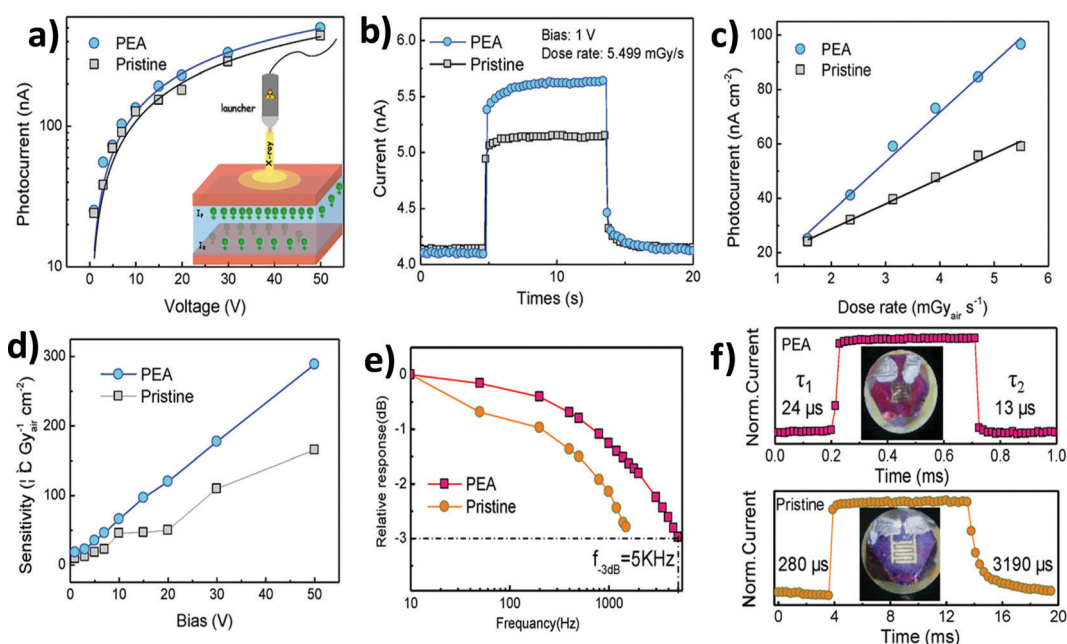 a)
PEA
Pristine
launcher
X-ray
I,
I,
Photocurrent (nA)
100
10
0 10 20 30 40 50
Voltage (V)
b)
PEA
Pristine
Bias: 1 V
Dose rate: 5.499 mGy/s
Current (nA)
6.0
5.5
5.0
4.5
4.0
0 5 10 15 20
Times (s)
c)
PEA
Pristine
Photocurrent (nA cm⁻²)
100
80
60
40
20
1 2 3 4 5 6
Dose rate (mGyair s⁻¹)
d)
PEA
Pristine
Sensitivity (¦ÌC Gy⁻¹air cm⁻²)
300
200
100
0
0 10 20 30 40 50
Bias (V)
e)
PEA
Pristine
f-3dB=5KHz
Relative response(dB)
0
-1
-2
-3
10 100 1000
Frequency(Hz)
f)
PEA
τ1
24 µs
τ2
13 µs
Norm.Current
0.0 0.2 0.4 0.6 0.8 1.0
Time (ms)
Pristine
280 µs
3190 µs
Norm.Current
0 4 8 12 16 20
Time (ms)